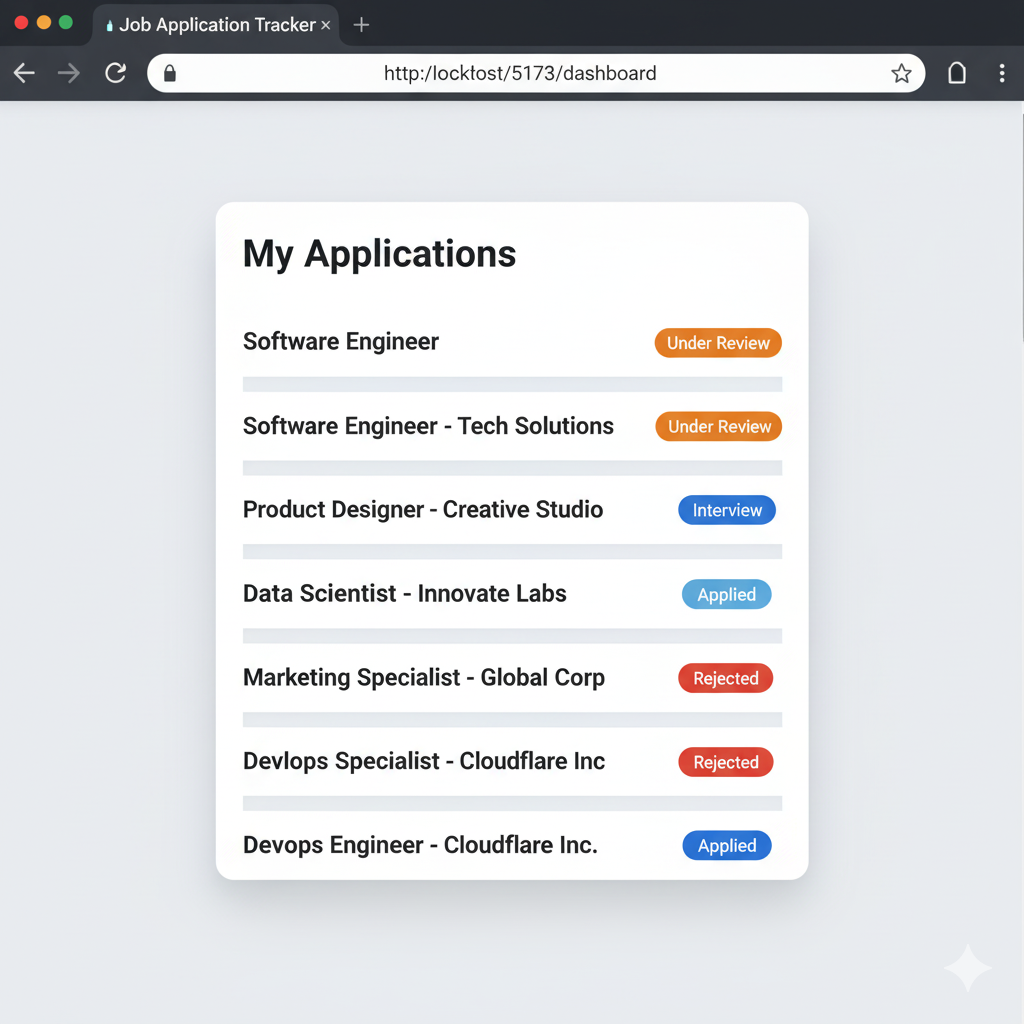 Job Application Tracker
http:/locktost/5173/dashboard
My Applications
Software Engineer Under Review
Software Engineer - Tech Solutions Under Review
Product Designer - Creative Studio Interview
Data Scientist - Innovate Labs Applied
Marketing Specialist - Global Corp Rejected
Devlops Specialist - Cloudflare Inc Rejected
Devops Engineer - Cloudflare Inc. Applied